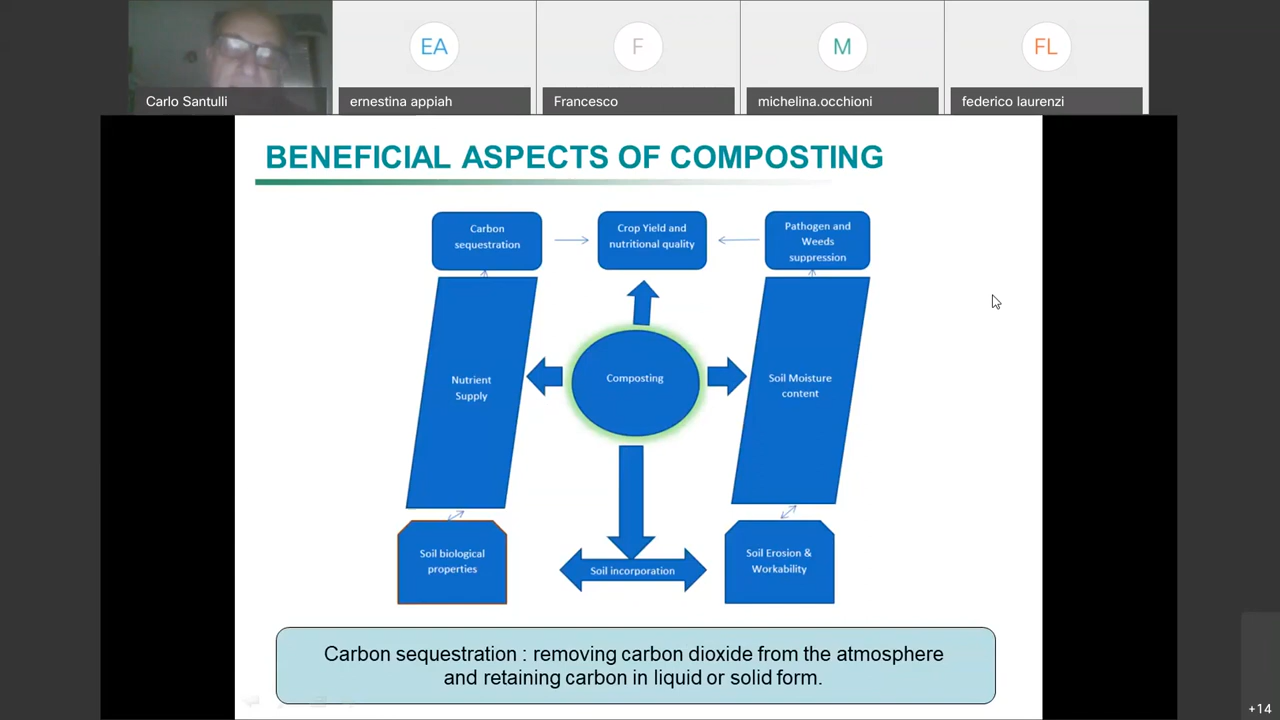 EA
F
M
FL
Carlo Santulli
ernestina appiah
Francesco
michelina.occhioni
federico laurenzi
BENEFICIAL ASPECTS OF COMPOSTING
Carbon
sequestration
Crop Yield and
nutritional quality
Pathogen and
Weeds
suppression
Nutrient
Supply
Composting
Soil Moisture
content
Soil biological
properties
Soil incorporation
Soil Erosion &
Workability
Carbon sequestration : removing carbon dioxide from the atmosphere
and retaining carbon in liquid or solid form.
+14